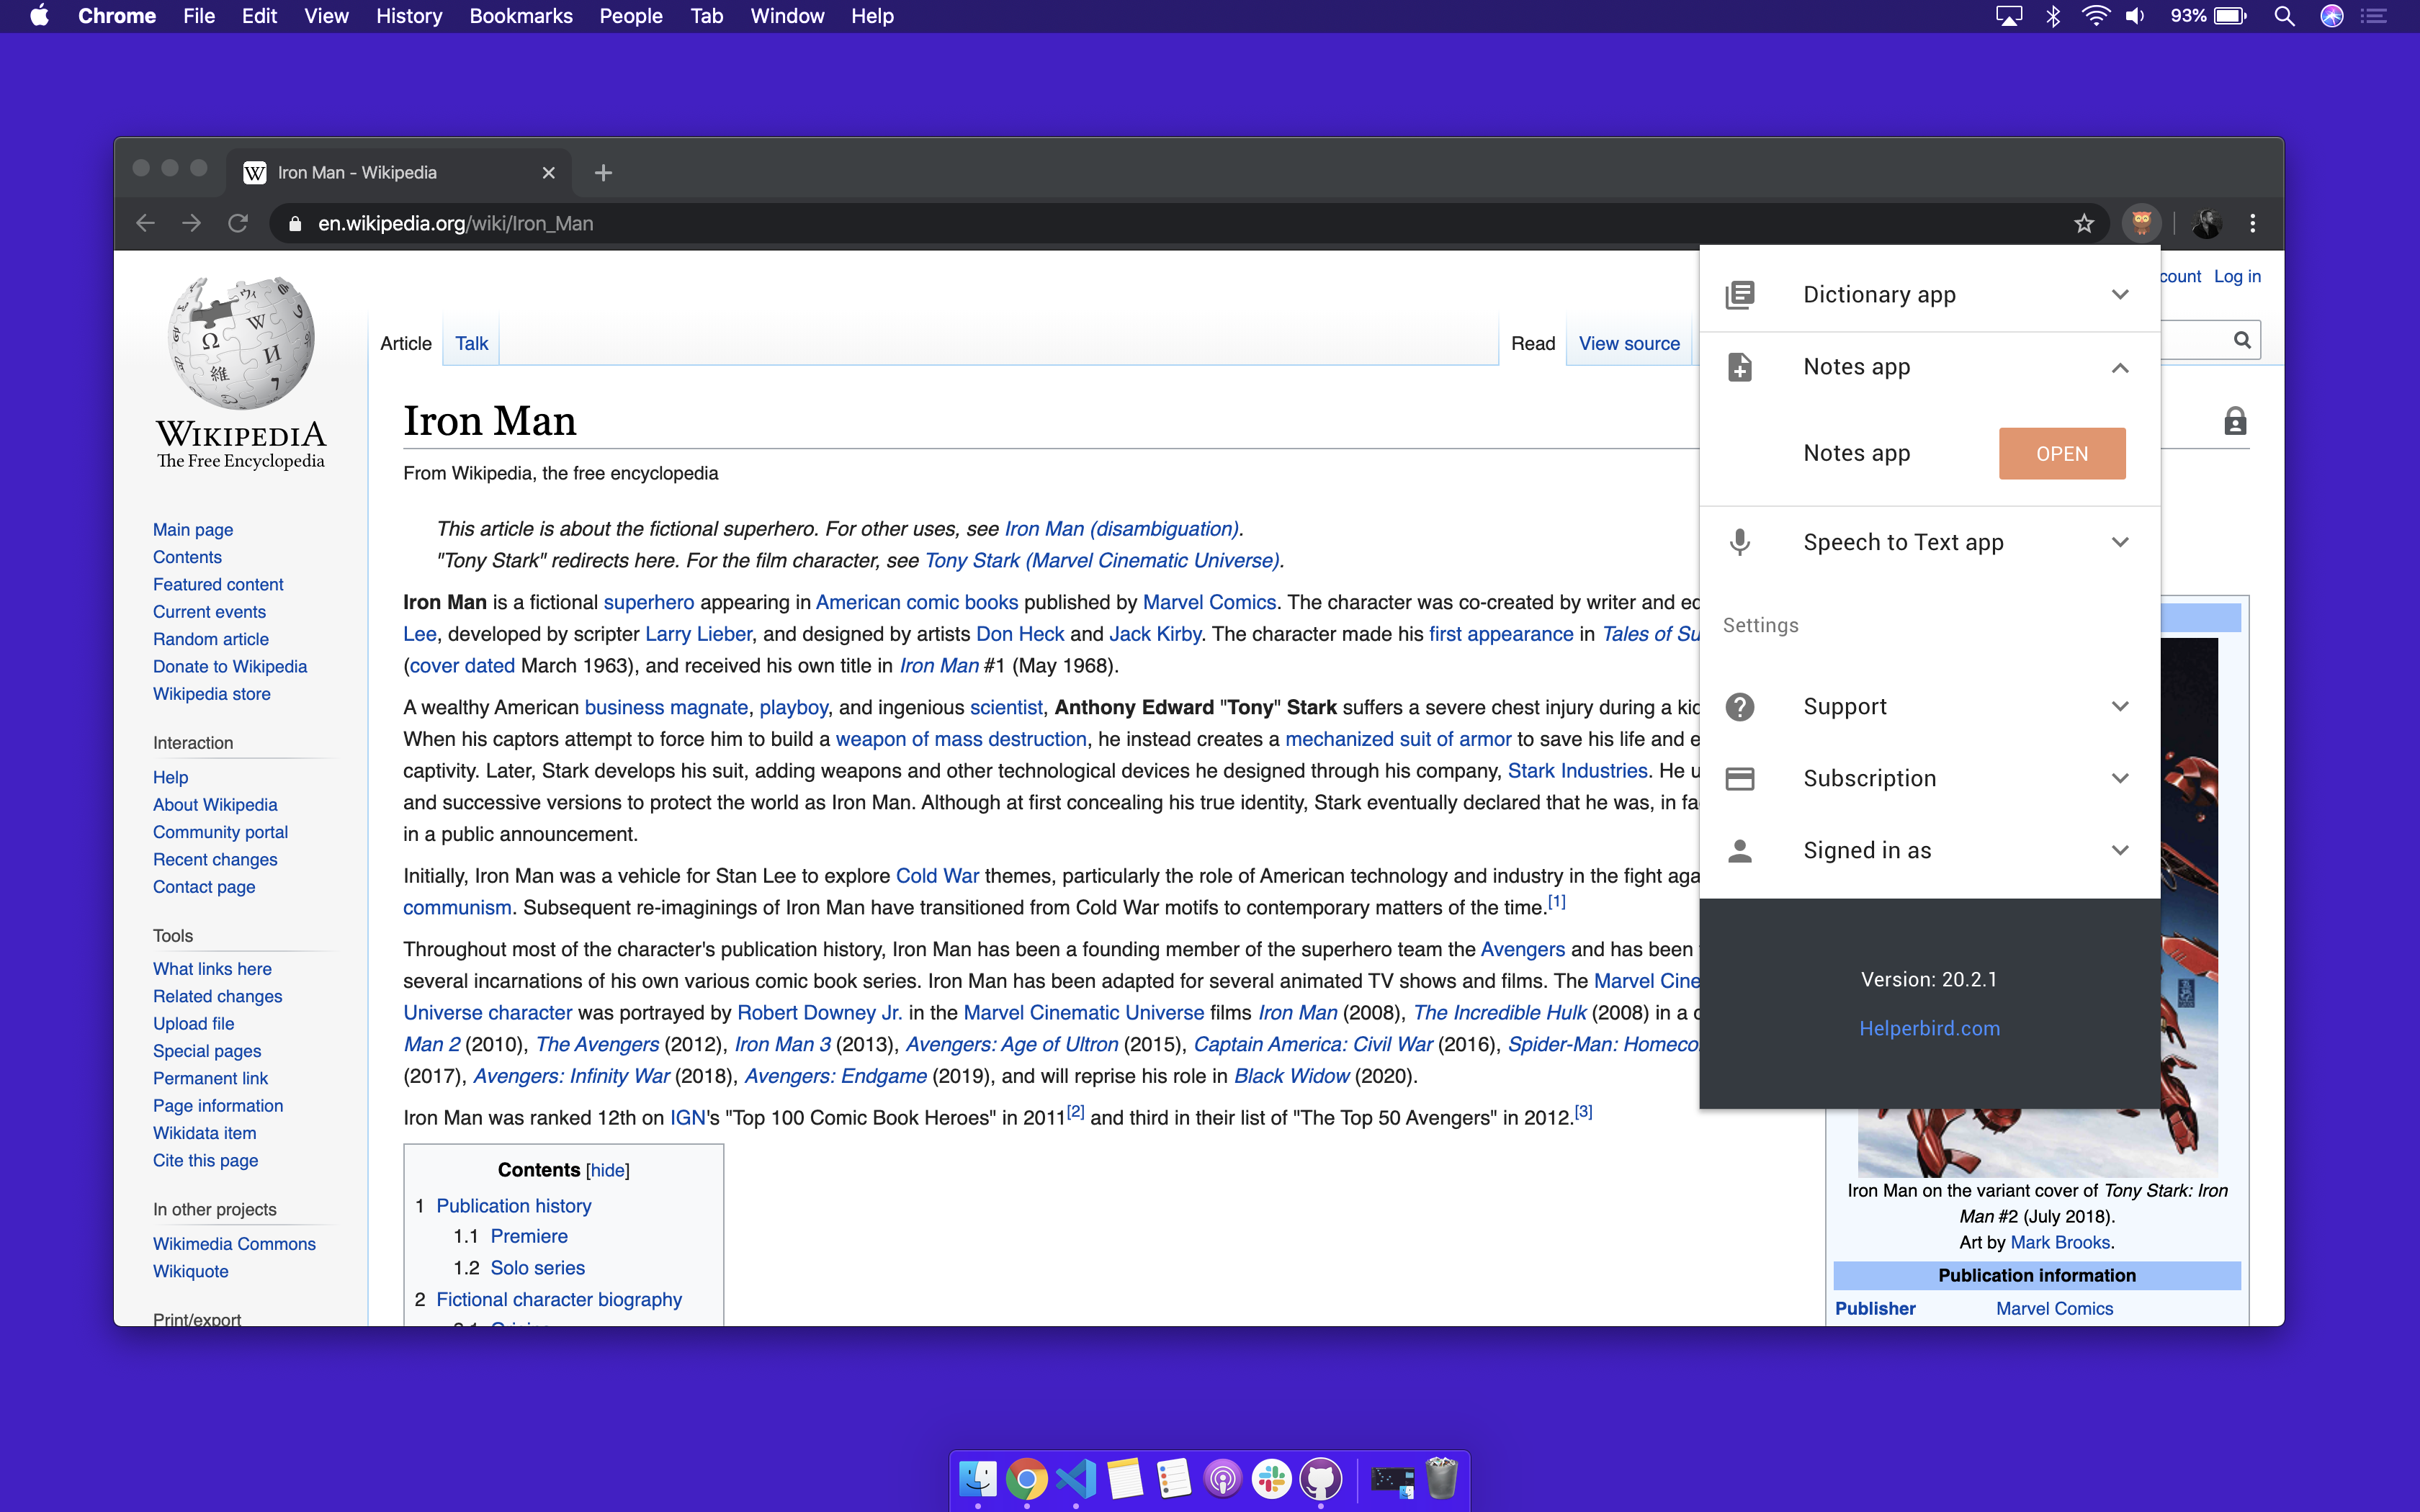 Chrome File Edit View History Bookmarks People Tab Window Help
93%
Iron Man - Wikipedia
en.wikipedia.org/wiki/Iron_Man
WIKIPEDIA
The Free Encyclopedia
Main page
Contents
Featured content
Current events
Random article
Donate to Wikipedia
Wikipedia store
Interaction
Help
About Wikipedia
Community portal
Recent changes
Contact page
Tools
What links here
Related changes
Upload file
Special pages
Permanent link
Page information
Wikidata item
Cite this page
In other projects
Wikimedia Commons
Wikiquote
Print/export
count Log in
Article Talk
Read View source
Iron Man
From Wikipedia, the free encyclopedia
This article is about the fictional superhero. For other uses, see Iron Man (disambiguation).
"Tony Stark" redirects here. For the film character, see Tony Stark (Marvel Cinematic Universe).
Iron Man is a fictional superhero appearing in American comic books published by Marvel Comics. The character was co-created by writer and ed
Lee, developed by scripter Larry Lieber, and designed by artists Don Heck and Jack Kirby. The character made his first appearance in Tales of Su
(cover dated March 1963), and received his own title in Iron Man #1 (May 1968).
A wealthy American business magnate, playboy, and ingenious scientist, Anthony Edward "Tony" Stark suffers a severe chest injury during a kid
When his captors attempt to force him to build a weapon of mass destruction, he instead creates a mechanized suit of armor to save his life and e
captivity. Later, Stark develops his suit, adding weapons and other technological devices he designed through his company, Stark Industries. He u
and successive versions to protect the world as Iron Man. Although at first concealing his true identity, Stark eventually declared that he was, in fa
in a public announcement.
Initially, Iron Man was a vehicle for Stan Lee to explore Cold War themes, particularly the role of American technology and industry in the fight aga
communism. Subsequent re-imaginings of Iron Man have transitioned from Cold War motifs to contemporary matters of the time.[1]
Throughout most of the character's publication history, Iron Man has been a founding member of the superhero team the Avengers and has been
several incarnations of his own various comic book series. Iron Man has been adapted for several animated TV shows and films. The Marvel Cine
Universe character was portrayed by Robert Downey Jr. in the Marvel Cinematic Universe films Iron Man (2008), The Incredible Hulk (2008) in a c
Man 2 (2010), The Avengers (2012), Iron Man 3 (2013), Avengers: Age of Ultron (2015), Captain America: Civil War (2016), Spider-Man: Homeco
(2017), Avengers: Infinity War (2018), Avengers: Endgame (2019), and will reprise his role in Black Widow (2020).
Iron Man was ranked 12th on IGN's "Top 100 Comic Book Heroes" in 2011[2] and third in their list of "The Top 50 Avengers" in 2012.[3]
Contents [hide]
1 Publication history
1.1 Premiere
1.2 Solo series
2 Fictional character biography
Dictionary app
Notes app
Notes app OPEN
Speech to Text app
Settings
Support
Subscription
Signed in as
Version: 20.2.1
Helperbird.com
Iron Man on the variant cover of Tony Stark: Iron
Man #2 (July 2018).
Art by Mark Brooks.
Publication information
Publisher Marvel Comics